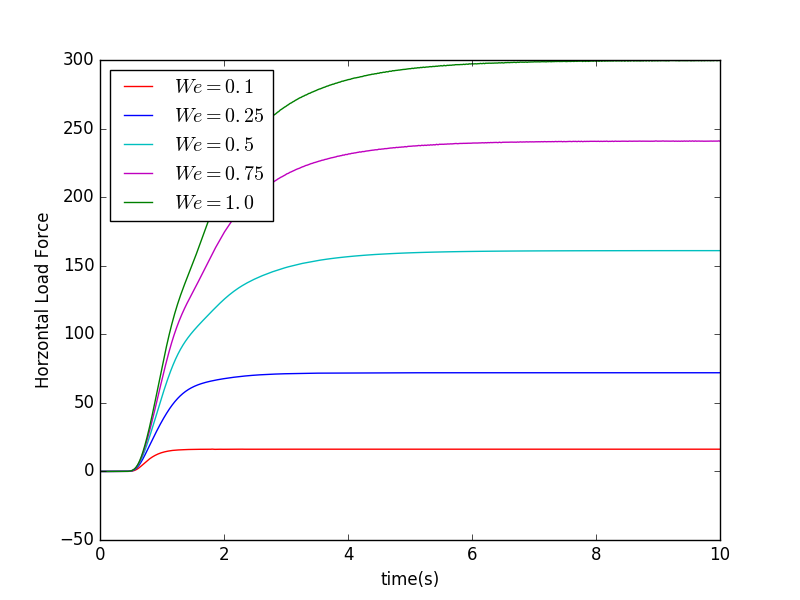 300
250
200
150
100
50
0
−50
0 2 4 6 8 10
Horzontal Load Force
time(s)
We = 0.1
We = 0.25
We = 0.5
We = 0.75
We = 1.0